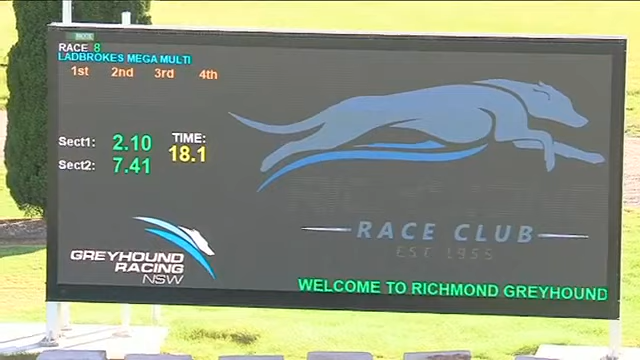 RACE 8
LADBROKES MEGA MULTI
1st 2nd 3rd 4th
Sect1: 2.10 TIME:
18.1
Sect2: 7.41
RACE CLUB
EST 1955
GREYHOUND
RACING
NSW
WELCOME TO RICHMOND GREYHOUND